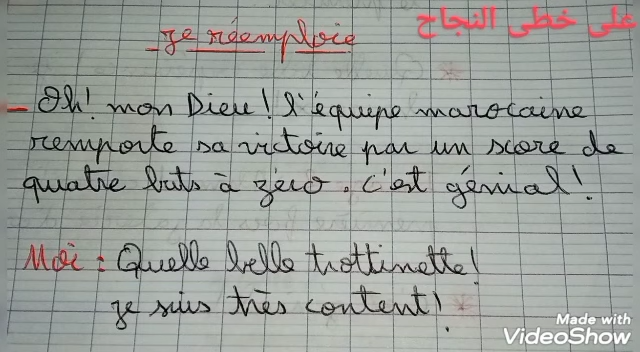 على خطى النجاح
je réemploie
- Oh! mon Dieu! l'équipe marocaine
remporte sa victoire par un score de
quatre buts à zéro. C'est génial!
Moi : Quelle belle trottinette!
je suis très content!
Made with
VideoShow